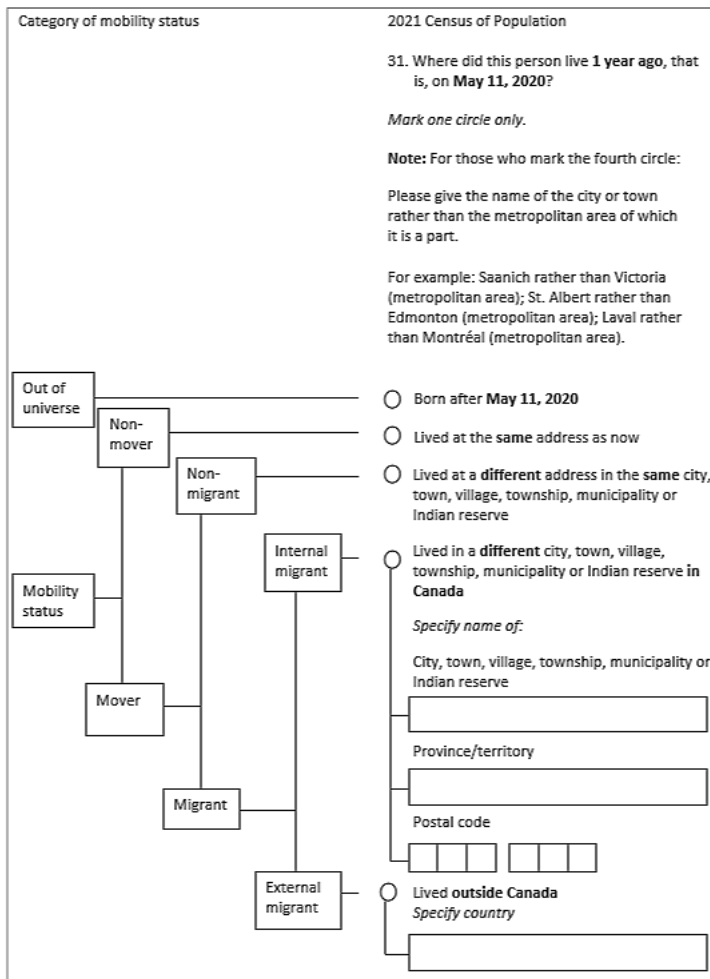 Category of mobility status
2021 Census of Population
31. Where did this person live 1 year ago, that
is, on May 11, 2020?
Mark one circle only.
Note: For those who mark the fourth circle:
Please give the name of the city or town
rather than the metropolitan area of which
it is a part.
For example: Saanich rather than Victoria
(metropolitan area); St. Albert rather than
Edmonton (metropolitan area); Laval rather
than Montréal (metropolitan area).
Out of
universe
Born after May 11, 2020
Non-
mover
Lived at the same address as now
Non-
migrant
Lived at a different address in the same city,
town, village, township, municipality or
Indian reserve
Internal
migrant
Lived in a different city, town, village,
township, municipality or Indian reserve in
Canada
Mobility
status
Specify name of:
City, town, village, township, municipality or
Indian reserve
Mover
Province/territory
Migrant
Postal code
External
migrant
Lived outside Canada
Specify country